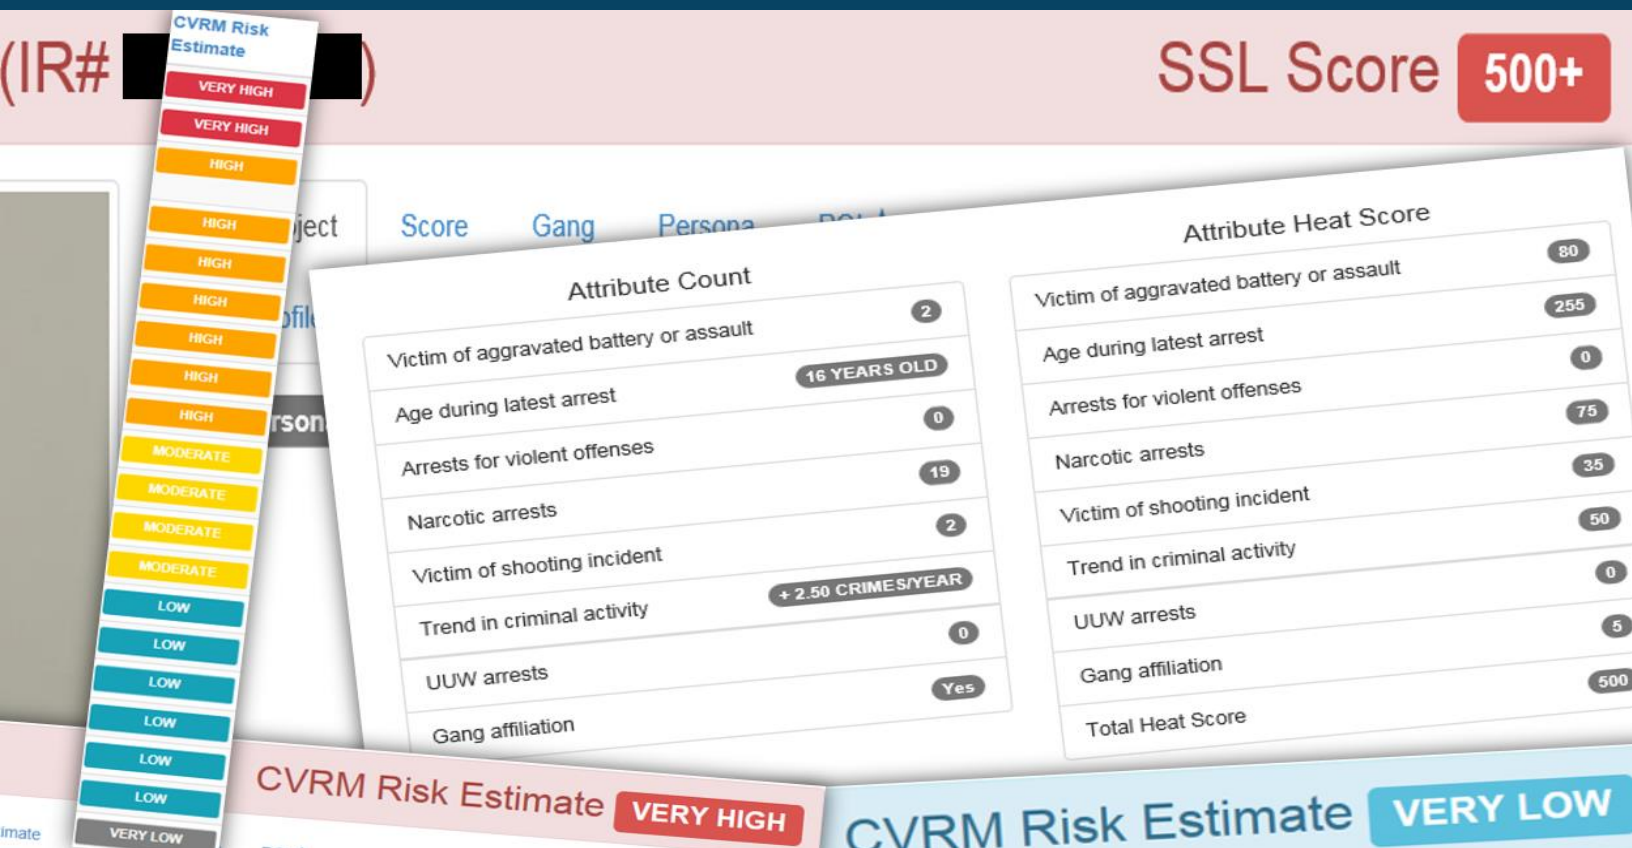 (IR# )
SSL Score 500+
CVRM Risk
Estimate
VERY HIGH
VERY HIGH
HIGH
HIGH
HIGH
HIGH
HIGH
HIGH
HIGH
MODERATE
MODERATE
MODERATE
MODERATE
LOW
LOW
LOW
LOW
LOW
LOW
VERY LOW
Score Gang Persona
Attribute Count
Victim of aggravated battery or assault 2
Age during latest arrest 16 YEARS OLD
Arrests for violent offenses 0
Narcotic arrests 19
Victim of shooting incident 2
Trend in criminal activity + 2.50 CRIMES/YEAR
UUW arrests 0
Gang affiliation Yes
Attribute Heat Score
Victim of aggravated battery or assault 80
Age during latest arrest 255
Arrests for violent offenses 0
Narcotic arrests 75
Victim of shooting incident 35
Trend in criminal activity 50
UUW arrests 0
Gang affiliation 5
Total Heat Score 500
CVRM Risk Estimate VERY HIGH
CVRM Risk Estimate VERY LOW